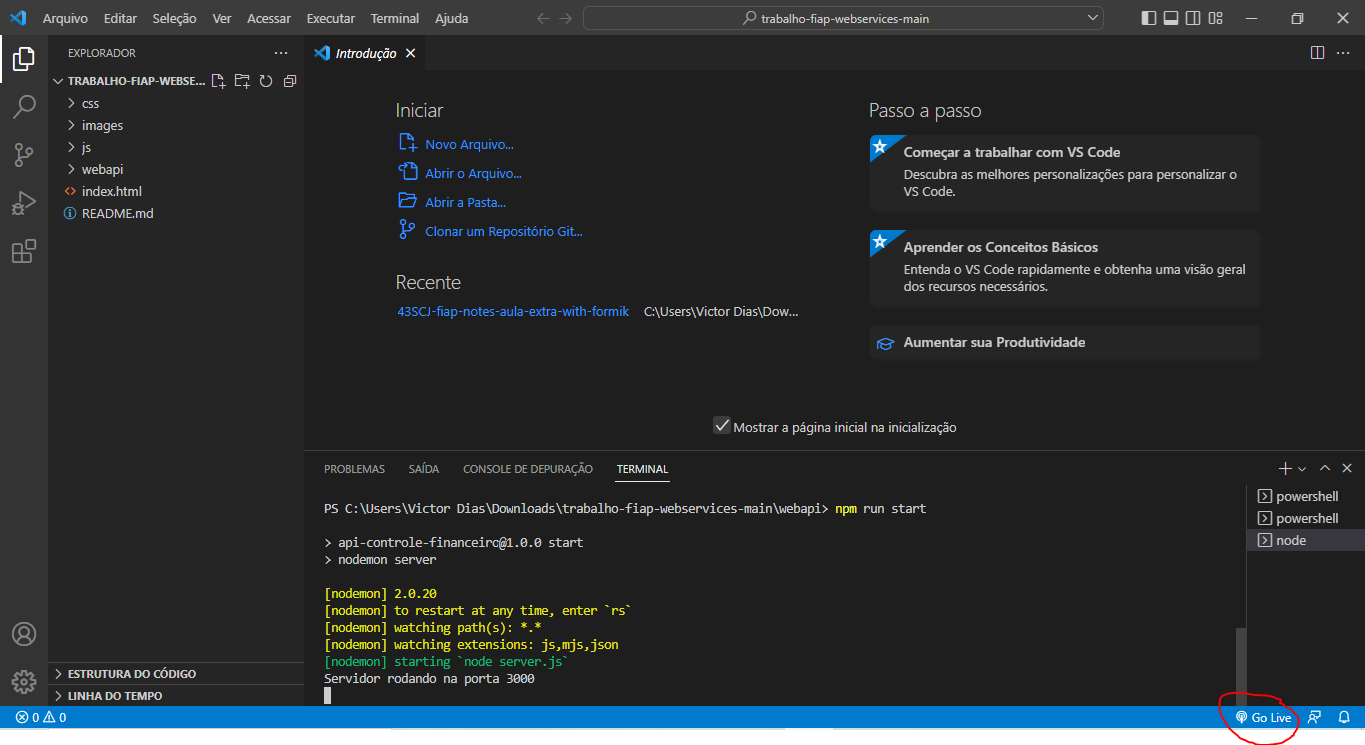 Arquivo Editar Seleção Ver Acessar Executar Terminal Ajuda
trabalho-fiap-webservices-main
EXPLORADOR
TRABALHO-FIAP-WEBSE...
css
images
js
webapi
index.html
README.md
ESTRUTURA DO CÓDIGO
LINHA DO TEMPO
Introdução
Iniciar
Novo Arquivo...
Abrir o Arquivo...
Abrir a Pasta...
Clonar um Repositório Git...
Recente
43SCJ-fiap-notes-aula-extra-with-formik C:\Users\Victor Dias\Dow...
Passo a passo
Começar a trabalhar com VS Code
Descubra as melhores personalizações para personalizar o
VS Code.
Aprender os Conceitos Básicos
Entenda o VS Code rapidamente e obtenha uma visão geral
dos recursos necessários.
Aumentar sua Produtividade
Mostrar a página inicial na inicialização
PROBLEMAS SAÍDA CONSOLE DE DEPURAÇÃO TERMINAL
PS C:\Users\Victor Dias\Downloads\trabalho-fiap-webservices-main\webapi> npm run start
> api-controle-financeiro@1.0.0 start
> nodemon server
[nodemon] 2.0.20
[nodemon] to restart at any time, enter `rs`
[nodemon] watching path(s): *.*
[nodemon] watching extensions: js,mjs,json
[nodemon] starting `node server.js`
Servidor rodando na porta 3000
powershell
powershell
node
0 0
Go Live